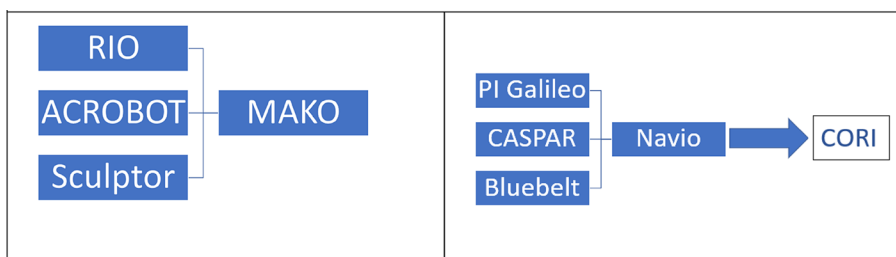 RIO
ACROBOT
Sculptor
MAKO
PI Galileo
CASPAR
Bluebelt
Navio
CORI